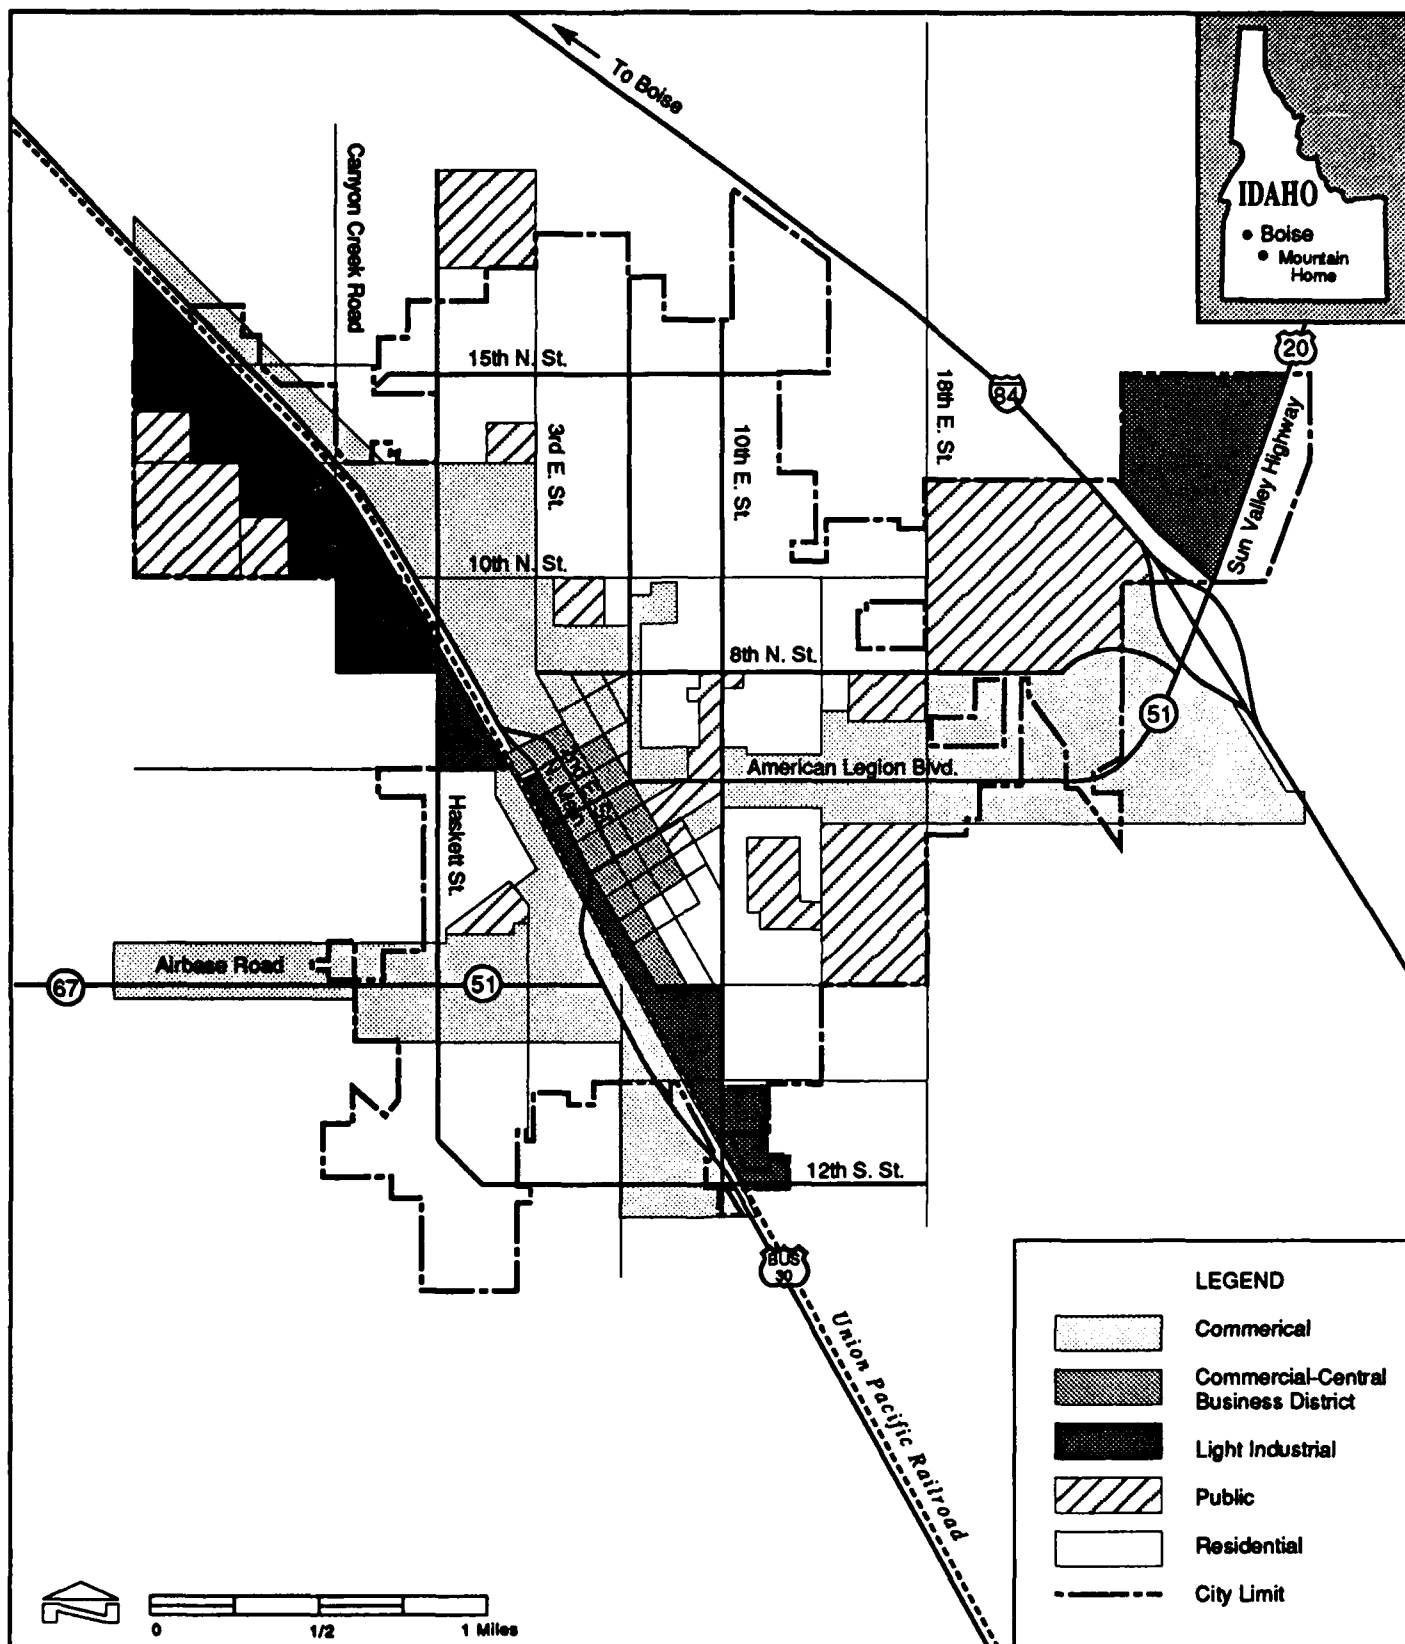 To Boise
Canyon Creek Road
IDAHO
Boise
Mountain
Home
20
15th N. St.
84
18th E. St.
3rd E. St.
10th E. St.
Sun Valley Highway
10th N. St.
8th N. St.
51
2nd E. St.
N. Main
American Legion Blvd.
Haskett St.
Airbase Road
67
51
12th S. St.
BUS
30
Union Pacific Railroad
LEGEND
Commerical
Commercial-Central
Business District
Light Industrial
Public
Residential
City Limit
0
1/2
1 Miles